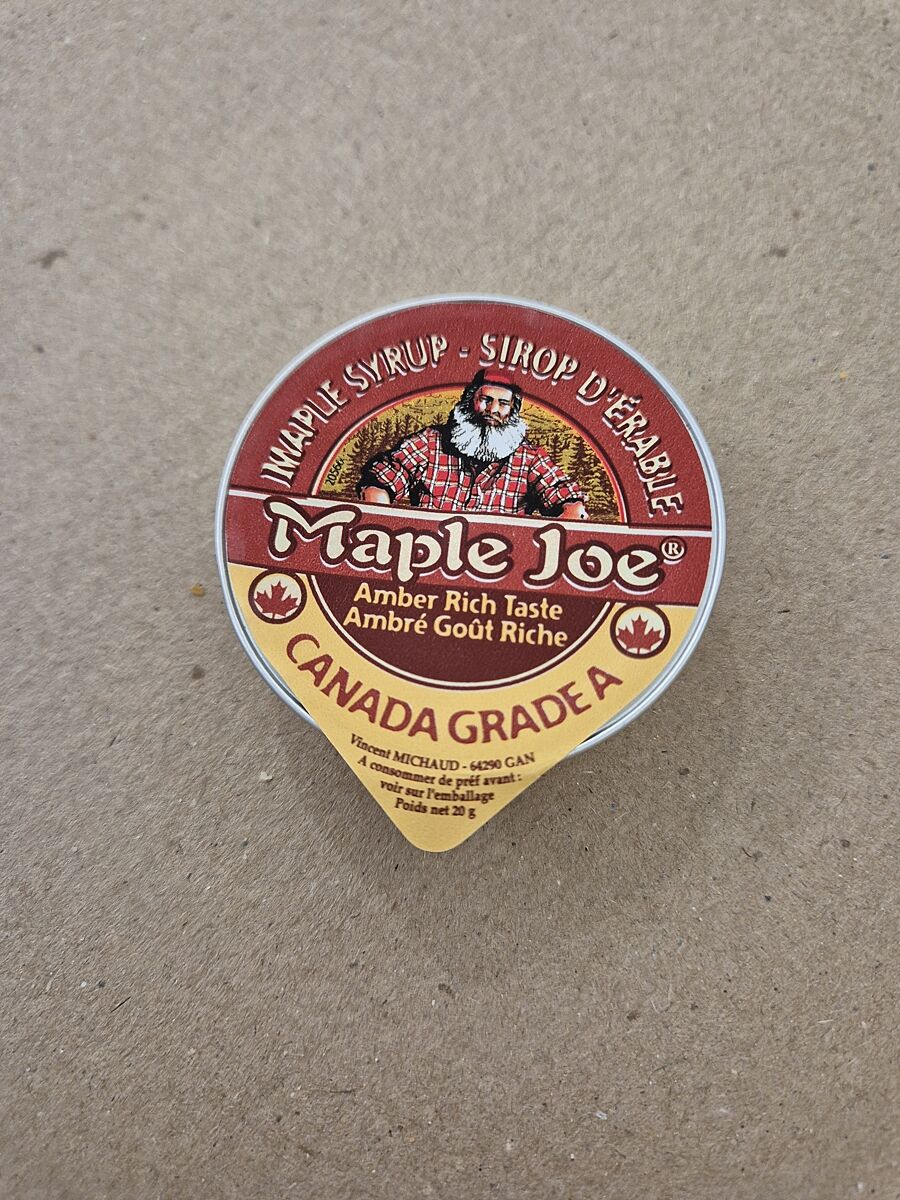 MAPLE SYRUP - SIROP D'ÉRABLE
Maple Joe®
Amber Rich Taste
Ambré Goût Riche
CANADA GRADE A
Vincent MICHAUD - 64290 GAN
A consommer de préf avant :
voir sur l'emballage
Poids net 20 g